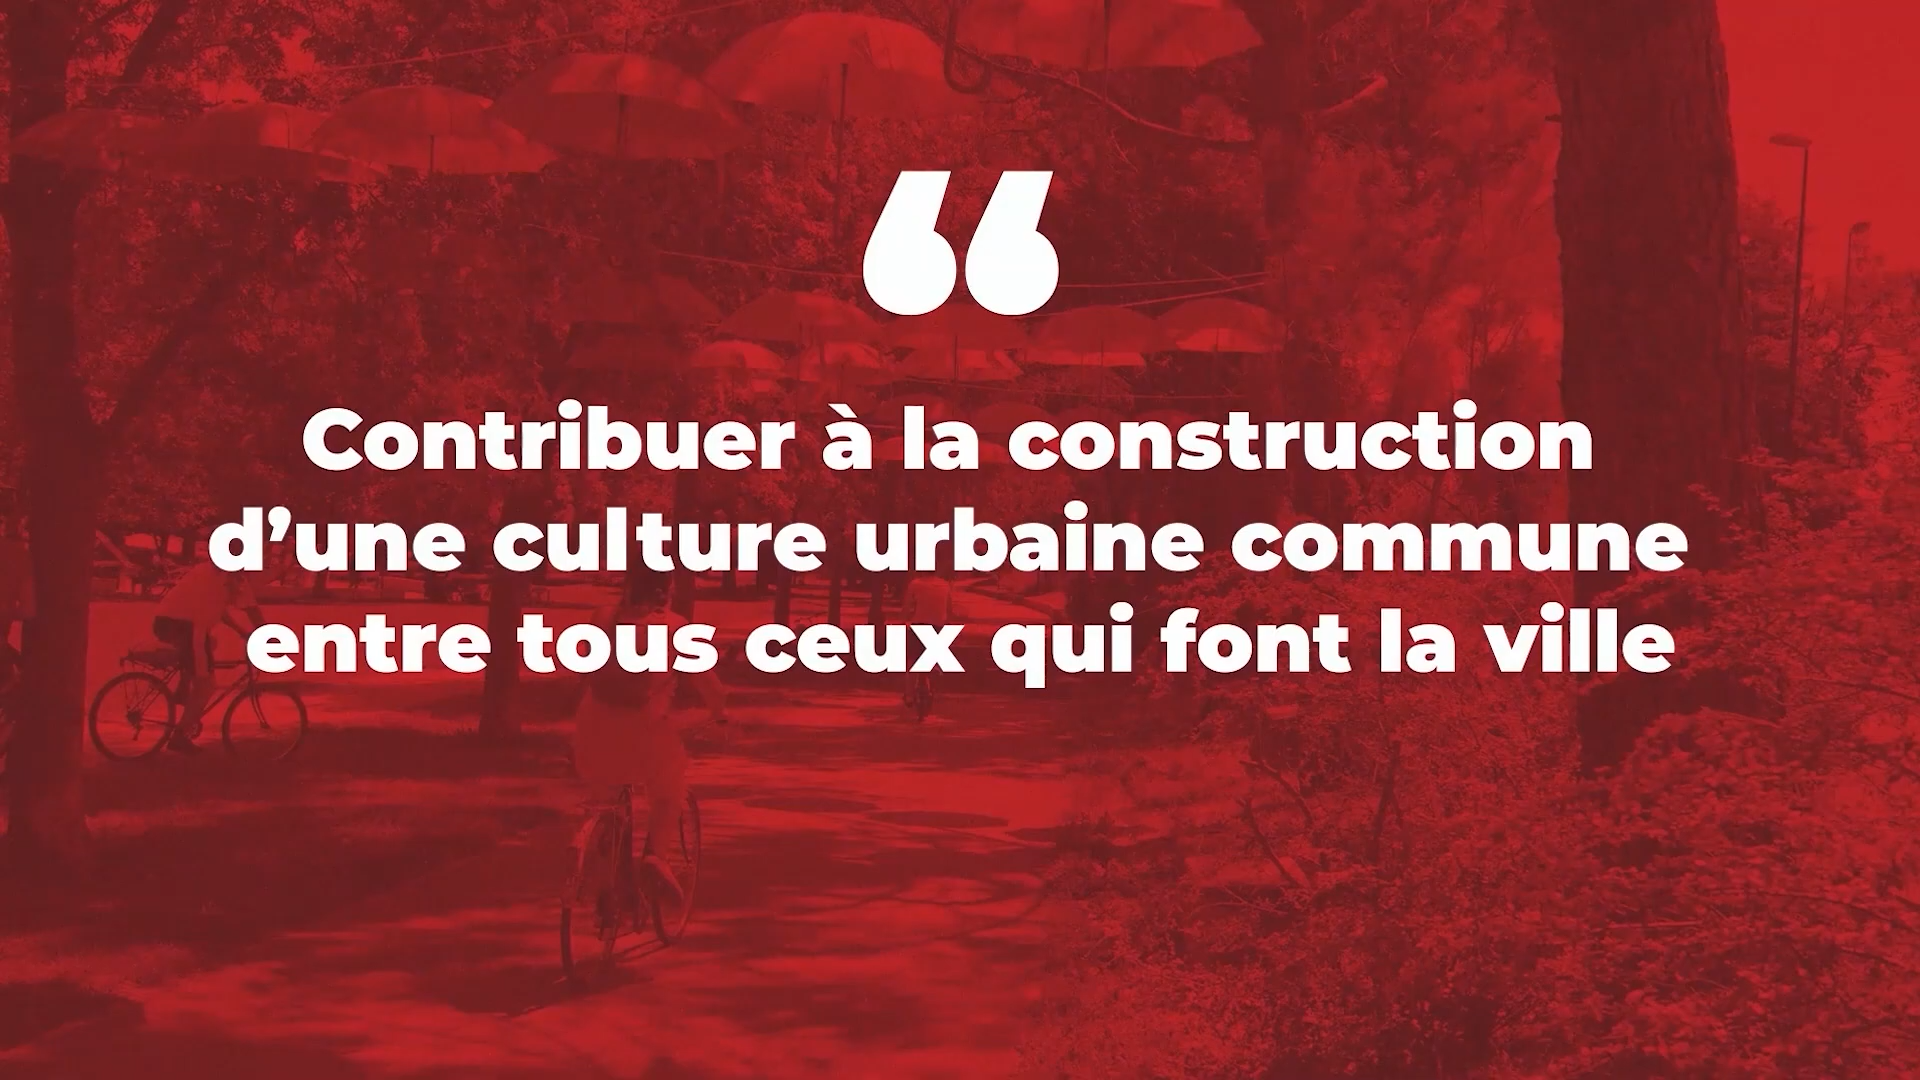 “
Contribuer à la construction
d’une culture urbaine commune
entre tous ceux qui font la ville